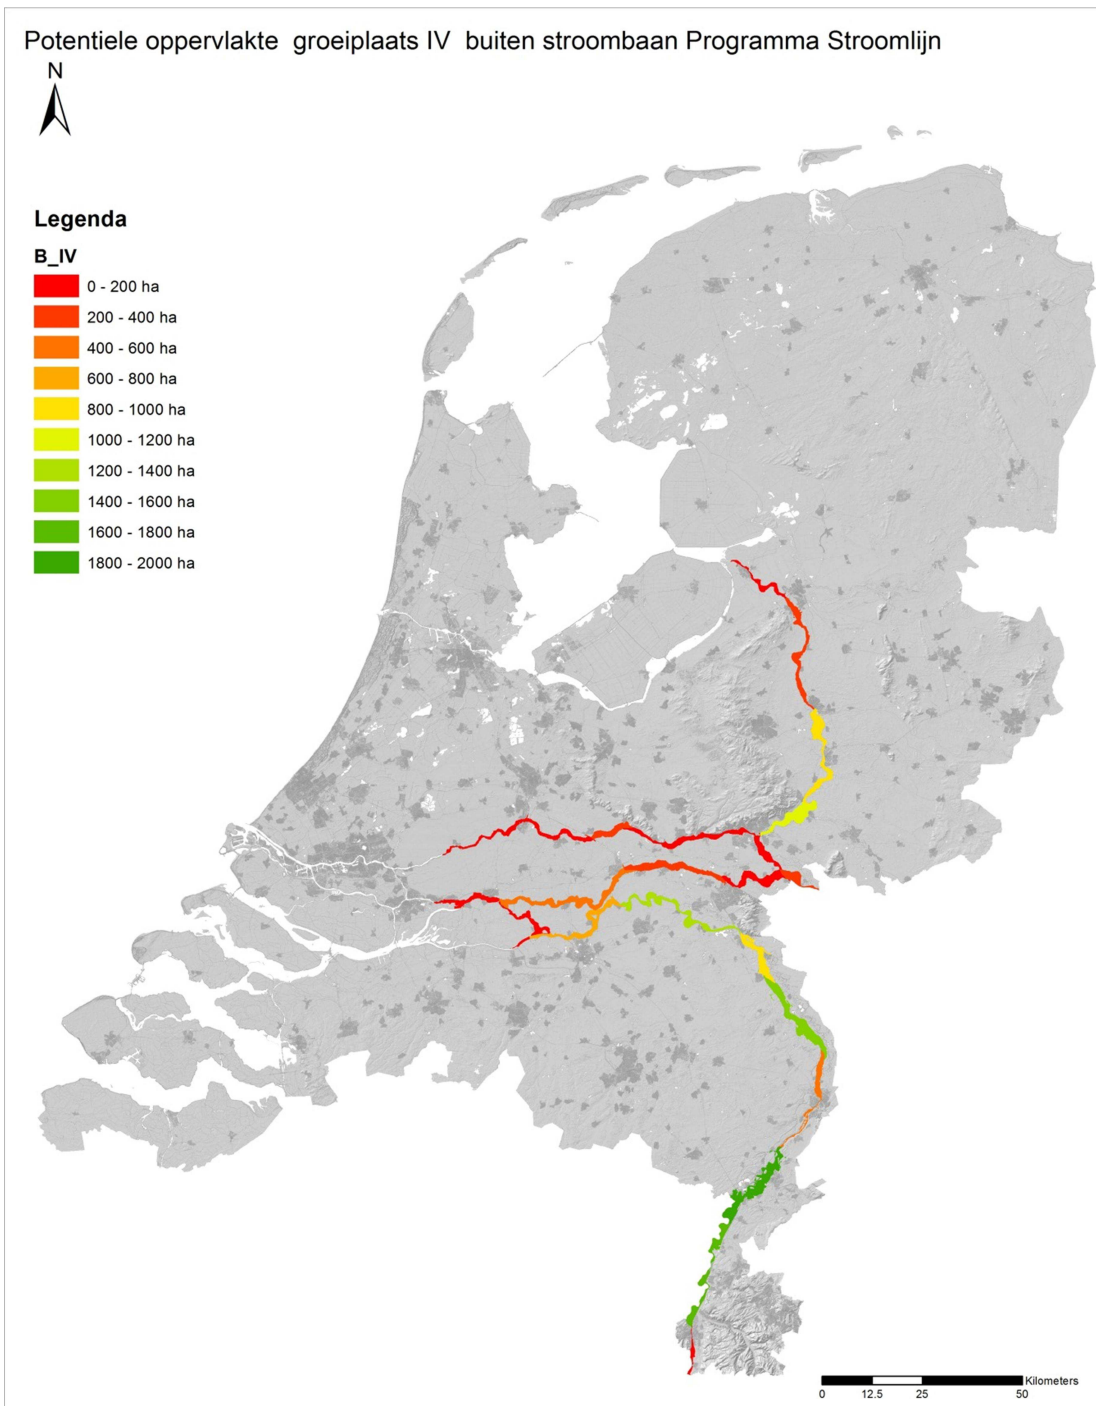 Potentiele oppervlakte  groeiplaats IV  buiten stroombaan Programma Stroomlijn
N
Legenda
B_IV
0 - 200 ha
200 - 400 ha
400 - 600 ha
600 - 800 ha
800 - 1000 ha
1000 - 1200 ha
1200 - 1400 ha
1400 - 1600 ha
1600 - 1800 ha
1800 - 2000 ha
Kilometers
0 12.5 25 50